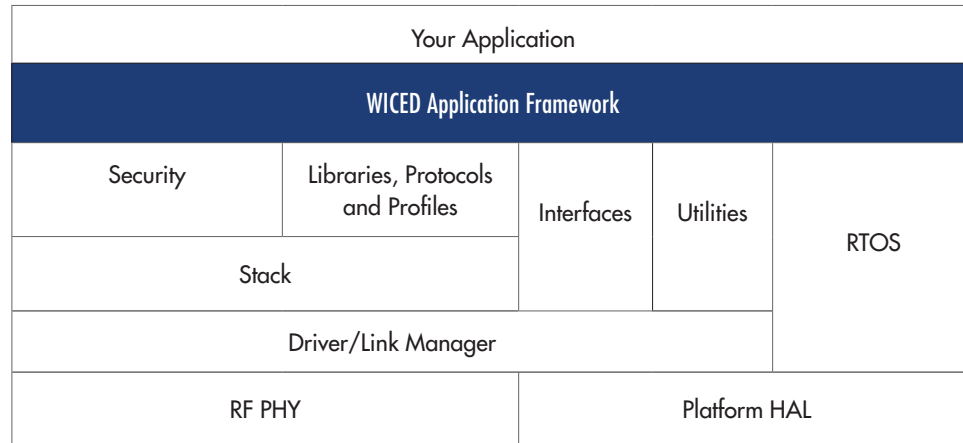 Your Application
WICED Application Framework
Security
Libraries, Protocols
and Profiles
Interfaces
Utilities
RTOS
Stack
Driver/Link Manager
RF PHY
Platform HAL